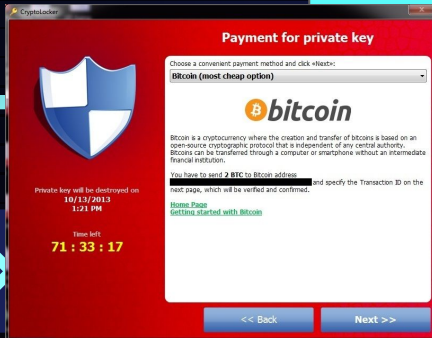 CryptoLocker
Payment for private key
Choose a convenient payment method and click «Next»:
Bitcoin (most cheap option)
bitcoin
Bitcoin is a cryptocurrency where the creation and transfer of bitcoins is based on an
open-source cryptographic protocol that is independent of any central authority.
Bitcoins can be transferred through a computer or smartphone without an intermediate
financial institution.
You have to send 2 BTC to Bitcoin address
and specify the Transaction ID on the
next page, which will be verified and confirmed.
Home Page
Getting started with Bitcoin
Private key will be destroyed on
10/13/2013
1:21 PM
Time left
71 : 33 : 17
<< Back
Next >>